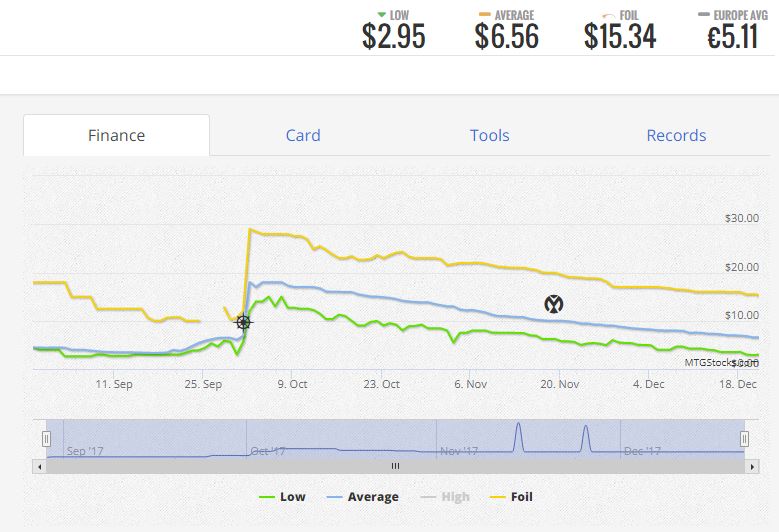 LOW AVERAGE FOIL EUROPE AVG
$2.95 $6.56 $15.34 €5.11
Finance Card Tools Records
$30.00
$20.00
$10.00
MTGStocks.com
$0.00
11. Sep 25. Sep 9. Oct 23. Oct 6. Nov 20. Nov 4. Dec 18. Dec
Sep '17 Oct '17 Nov '17 Dec '17
Low Average High Foil